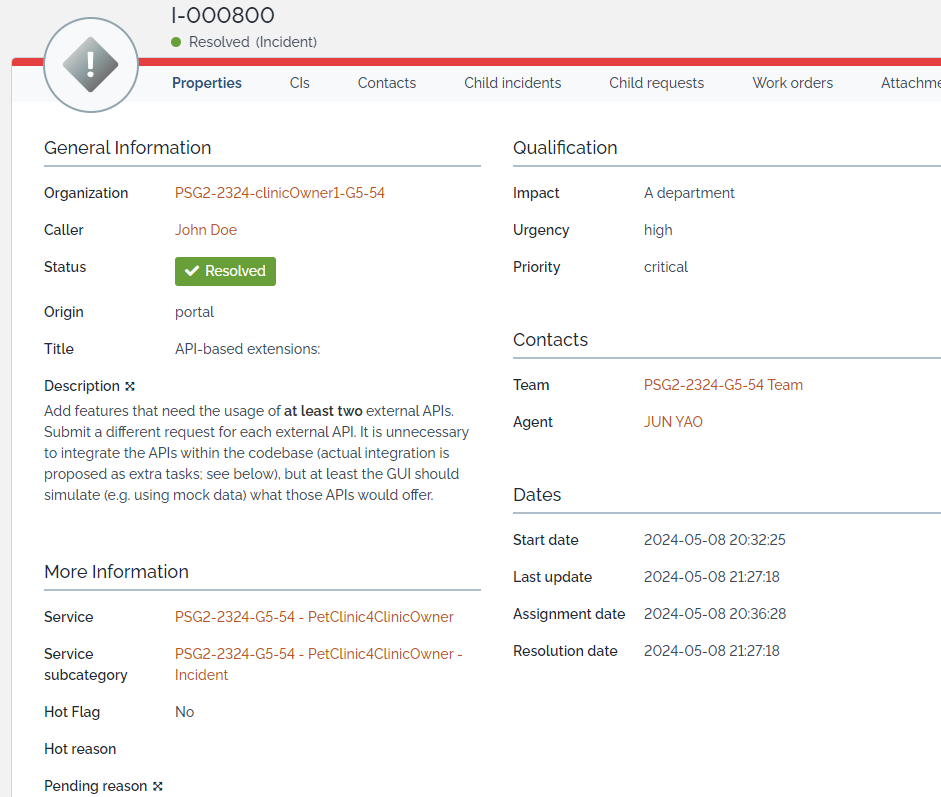 I-000800
Resolved (Incident)
Properties CIs Contacts Child incidents Child requests Work orders Attachme
General Information
Organization PSG2-2324-clinicOwner1-G5-54
Caller John Doe
Status Resolved
Origin portal
Title API-based extensions:
Description
Add features that need the usage of at least two external APIs.
Submit a different request for each external API. It is unnecessary
to integrate the APIs within the codebase (actual integration is
proposed as extra tasks; see below), but at least the GUI should
simulate (e.g. using mock data) what those APIs would offer.
More Information
Service PSG2-2324-G5-54 - PetClinic4ClinicOwner
Service PSG2-2324-G5-54 - PetClinic4ClinicOwner -
subcategory Incident
Hot Flag No
Hot reason
Pending reason
Qualification
Impact A department
Urgency high
Priority critical
Contacts
Team PSG2-2324-G5-54 Team
Agent JUN YAO
Dates
Start date 2024-05-08 20:32:25
Last update 2024-05-08 21:27:18
Assignment date 2024-05-08 20:36:28
Resolution date 2024-05-08 21:27:18